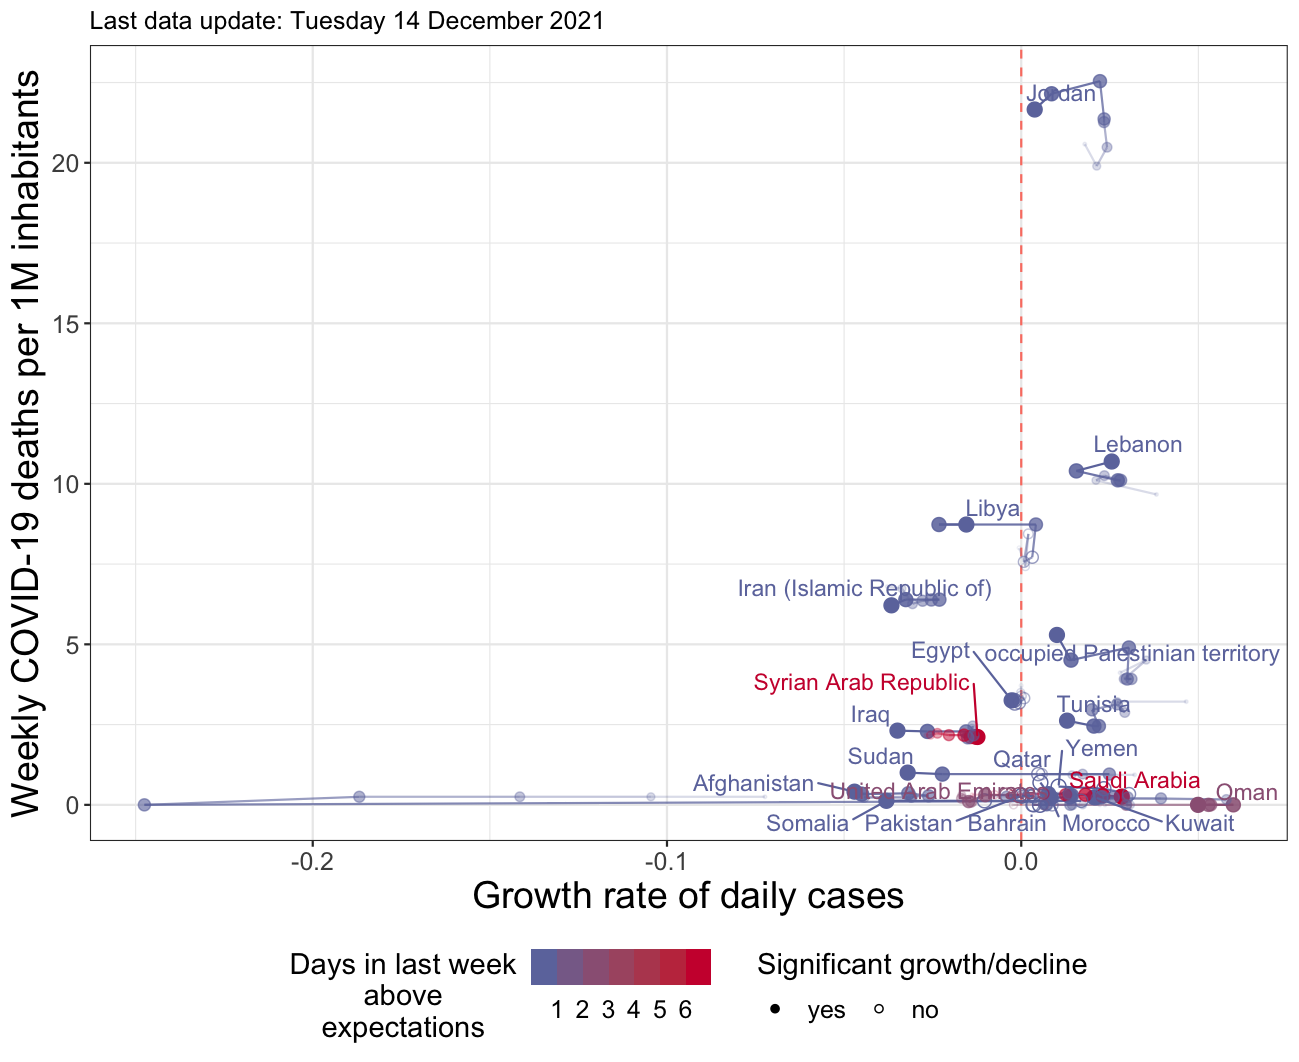 Last data update: Tuesday 14 December 2021
Weekly COVID-19 deaths per 1M inhabitants
20
15
10
5
0
Jordan
Lebanon
Libya
Iran (Islamic Republic of)
Egypt
occupied Palestinian territory
Syrian Arab Republic
Iraq
Tunisia
Sudan
Qatar
Yemen
Afghanistan
United Arab Emirates
Saudi Arabia
Oman
Somalia
Pakistan
Bahrain
Morocco
Kuwait
-0.2
-0.1
0.0
Growth rate of daily cases
Days in last week
above
expectations
1 2 3 4 5 6
Significant growth/decline
yes
no